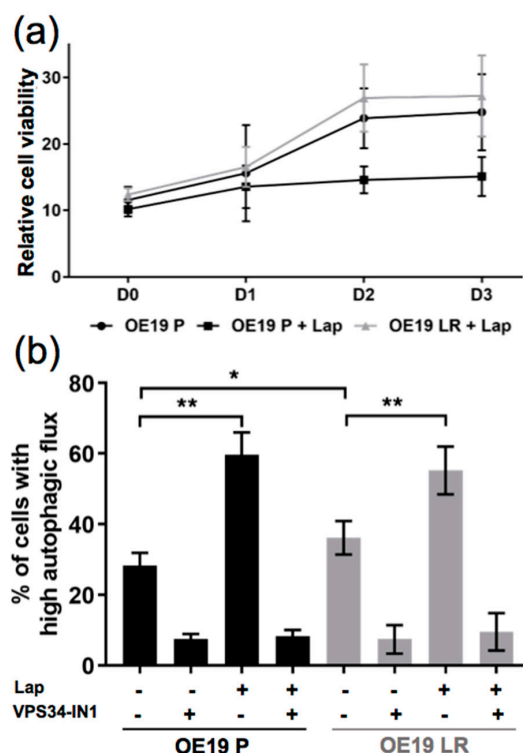 (a)
Relative cell viability
30
20
10
0
D0 D1 D2 D3
OE19 P OE19 P + Lap OE19 LR + Lap
(b)
% of cells with
high autophagic flux
80
60
40
20
0
* 
** **
Lap - - + + - - + +
VPS34-IN1 - + - + - + - +
OE19 P OE19 LR